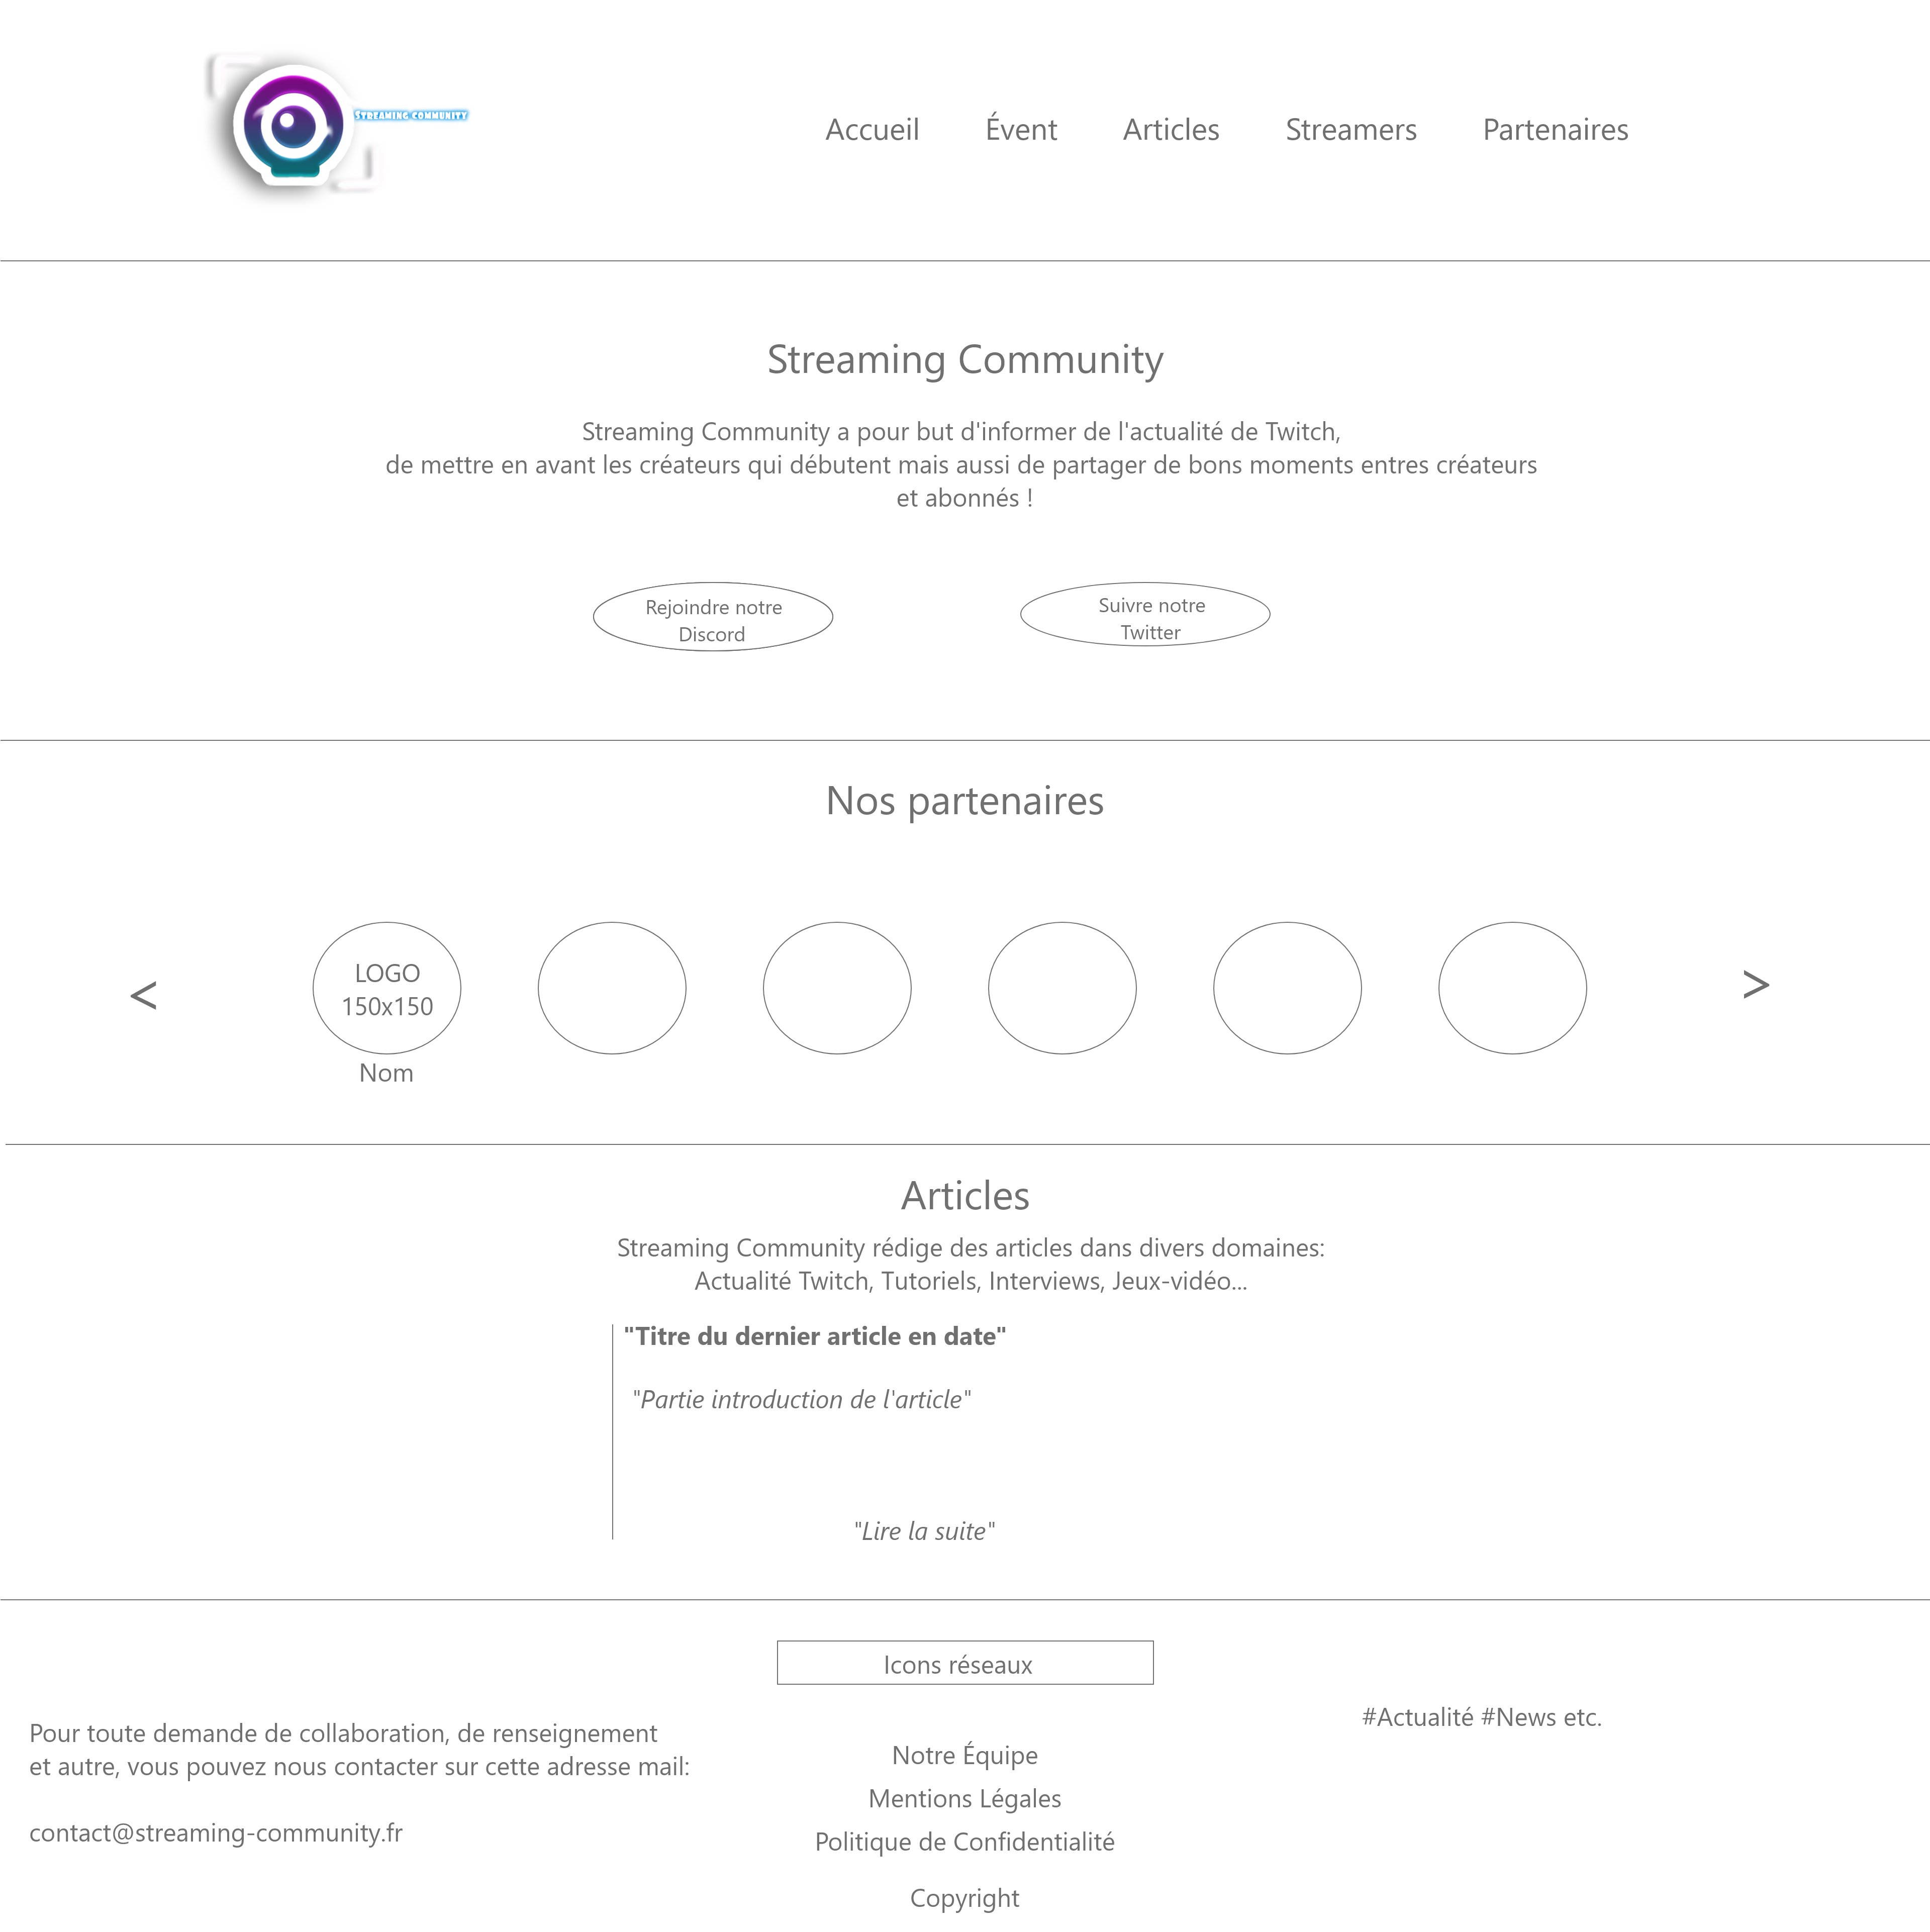 Streaming community
Accueil Évent Articles Streamers Partenaires
Streaming Community
Streaming Community a pour but d'informer de l'actualité de Twitch,
de mettre en avant les créateurs qui débutent mais aussi de partager de bons moments entres créateurs
et abonnés !
Rejoindre notre
Discord
Suivre notre
Twitter
Nos partenaires
<
LOGO
150x150
>
Nom
Articles
Streaming Community rédige des articles dans divers domaines:
Actualité Twitch, Tutoriels, Interviews, Jeux-vidéo...
"Titre du dernier article en date"
"Partie introduction de l'article"
"Lire la suite"
Icons réseaux
Pour toute demande de collaboration, de renseignement
et autre, vous pouvez nous contacter sur cette adresse mail:
contact@streaming-community.fr
Notre Équipe
Mentions Légales
Politique de Confidentialité
Copyright
#Actualité #News etc.